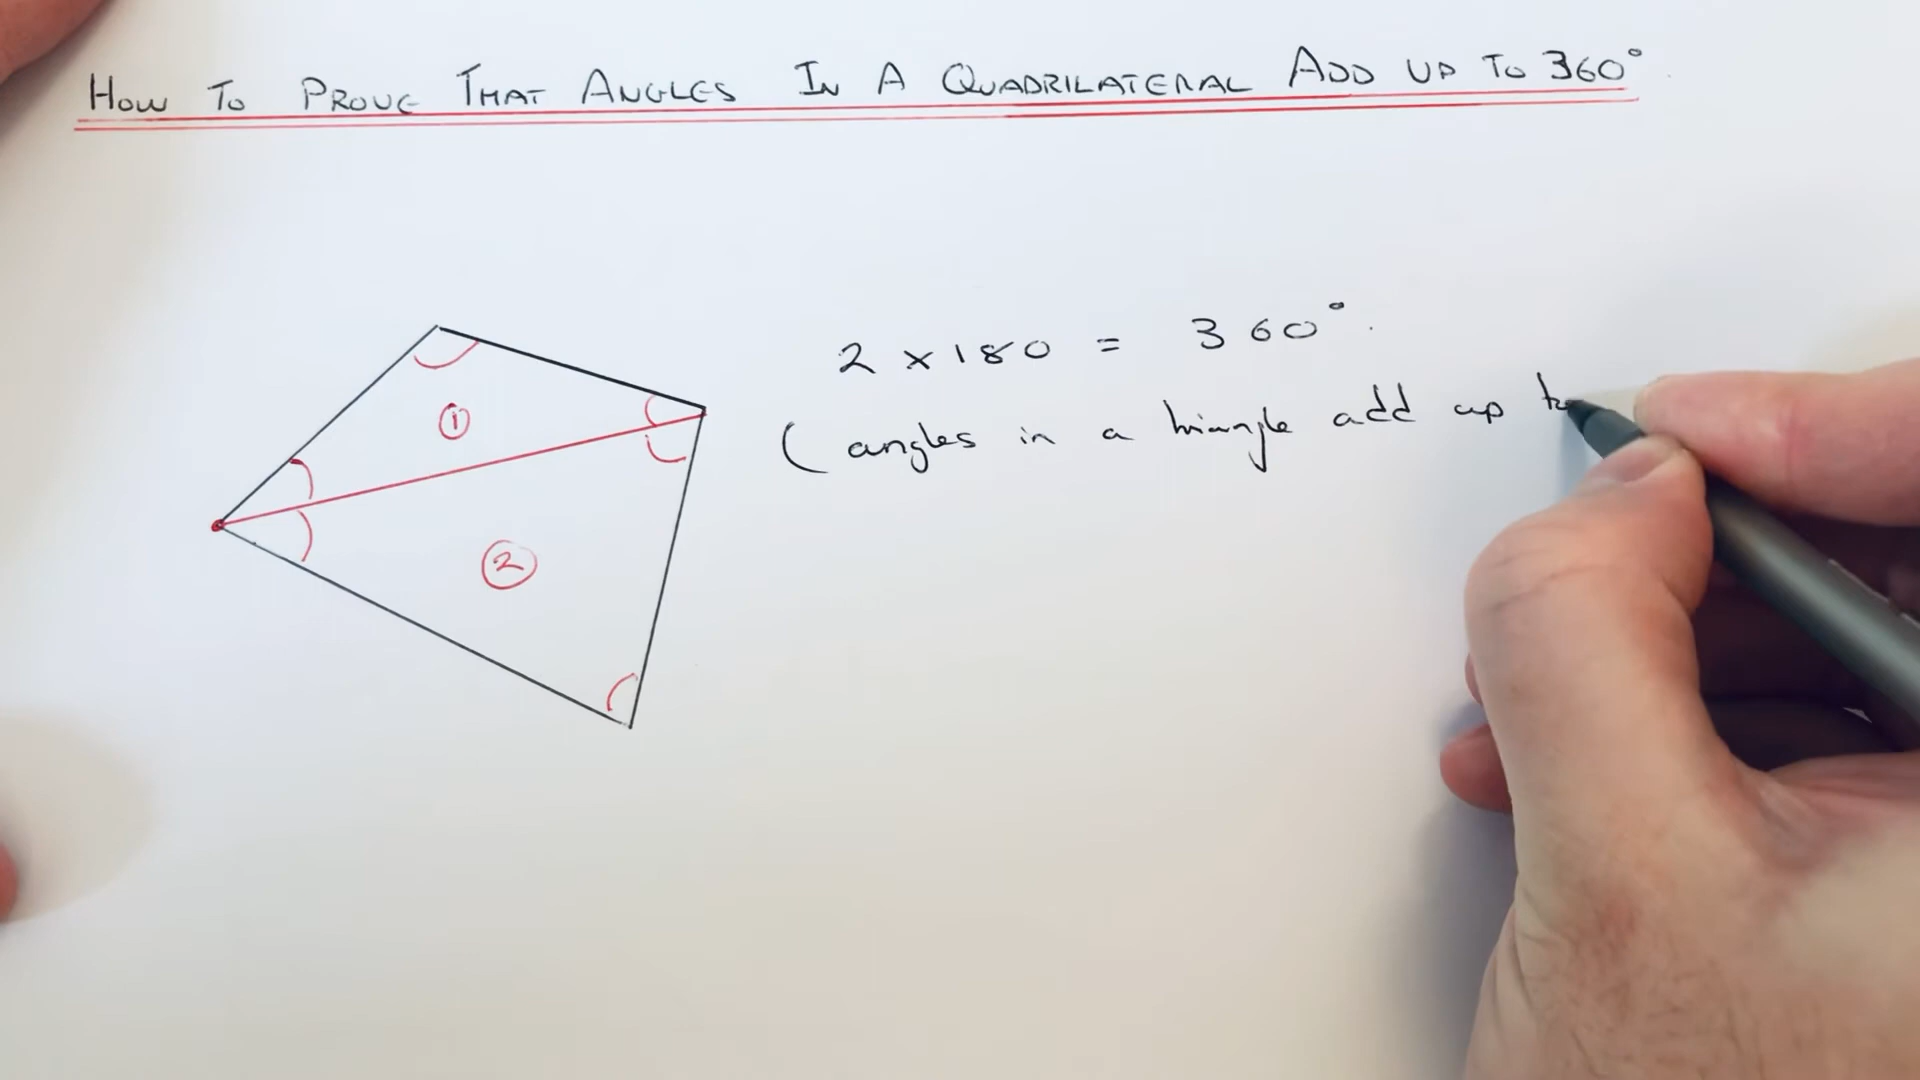 How To Prove That Angles In A Quadrilateral Add Up To 360°
2 x 180 = 360°.
(angles in a triangle add up to
1
2